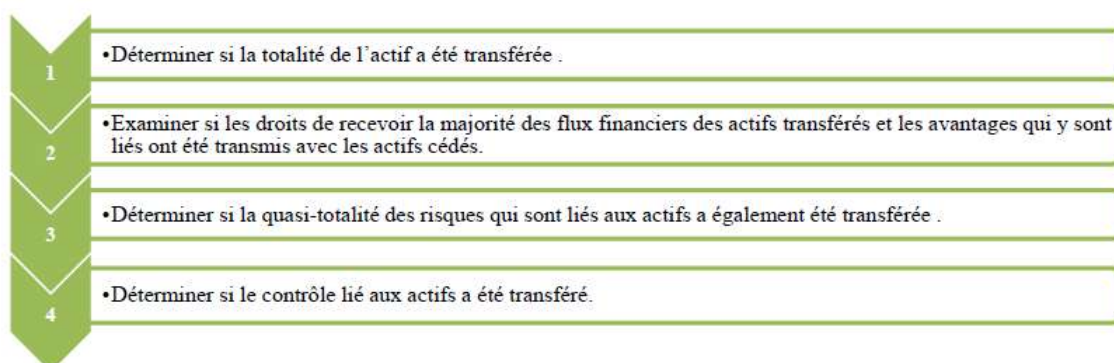 1
•Déterminer si la totalité de l’actif a été transférée .
2
•Examiner si les droits de recevoir la majorité des flux financiers des actifs transférés et les avantages qui y sont
liés ont été transmis avec les actifs cédés.
3
•Déterminer si la quasi-totalité des risques qui sont liés aux actifs a également été transférée .
4
•Déterminer si le contrôle lié aux actifs a été transféré.